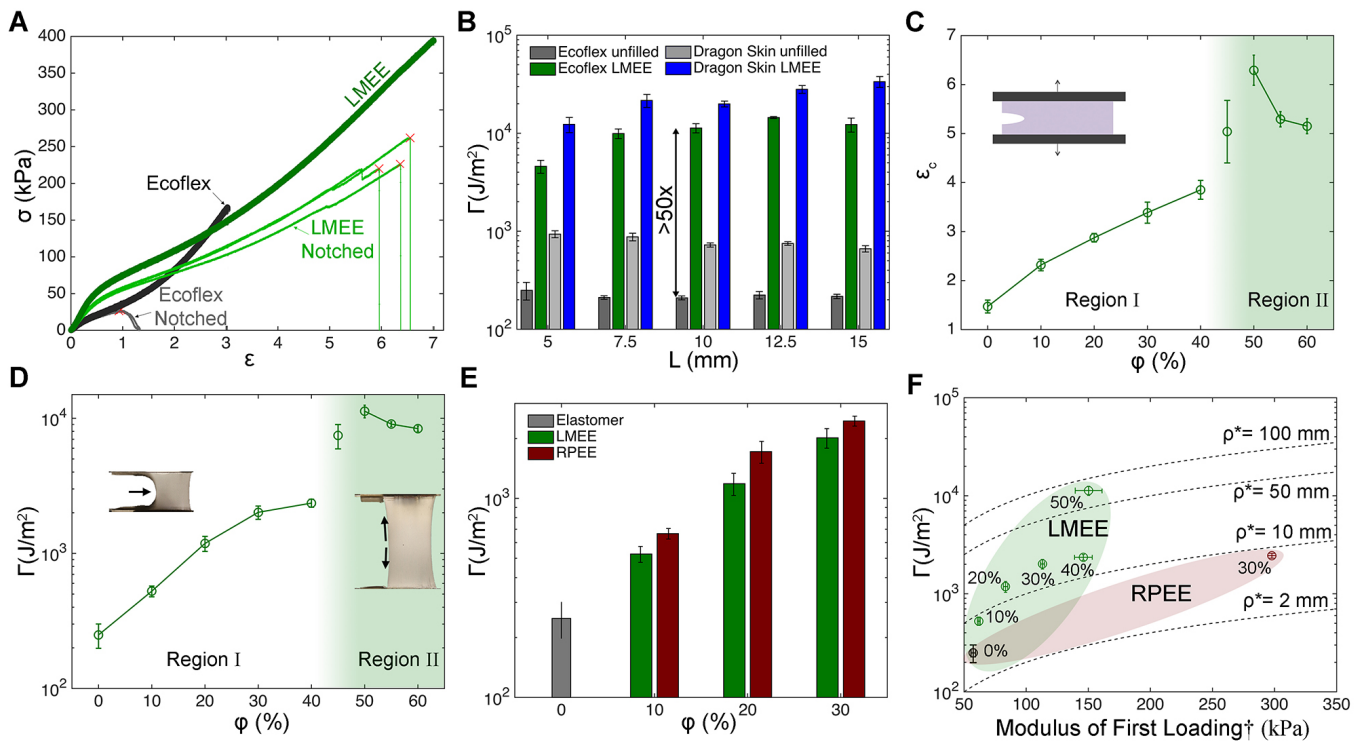 A
400
350
300
250
200
150
100
50
0
σ (kPa)
0 1 2 3 4 5 6 7
ε
LMEE
Ecoflex
LMEE
Notched
Ecoflex
Notched
B
10^5
10^4
10^3
10^2
Γ(J/m^2)
Ecoflex unfilled
Ecoflex LMEE
Dragon Skin unfilled
Dragon Skin LMEE
>50x
5 7.5 10 12.5 15
L (mm)
C
7
6
5
4
3
2
1
ε_c
Region I
Region II
0 10 20 30 40 50 60
φ (%)
D
10^4
10^3
10^2
Γ(J/m^2)
Region I
Region II
0 10 20 30 40 50 60
φ (%)
E
Elastomer
LMEE
RPEE
10^3
10^2
Γ(J/m^2)
0 10 20 30
φ (%)
F
10^5
10^4
10^3
10^2
Γ(J/m^2)
ρ*= 100 mm
ρ*= 50 mm
ρ*= 10 mm
ρ*= 2 mm
50%
LMEE
20%
30%
40%
30%
RPEE
10%
0%
50 100 150 200 250 300 350
Modulus of First Loading† (kPa)